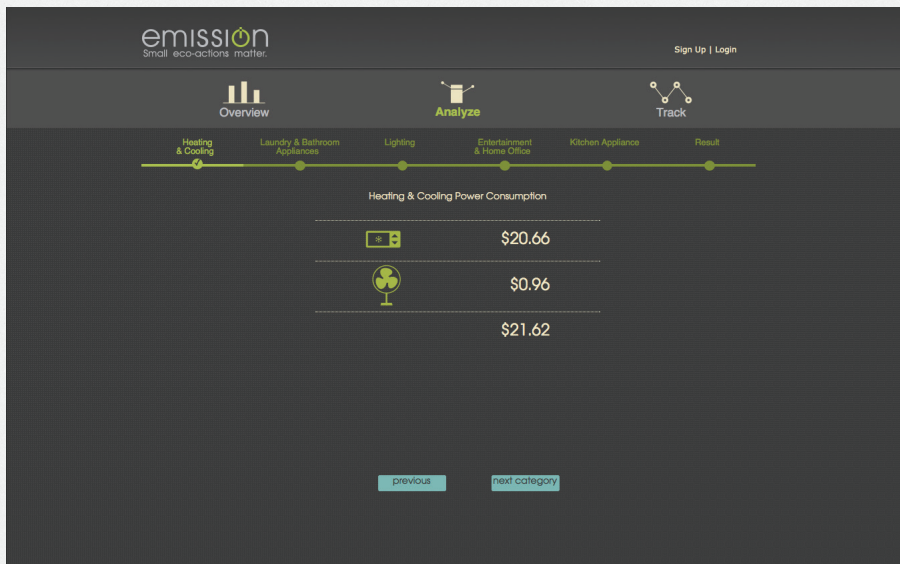 emission
Small eco-actions matter.
Sign Up | Login
Overview
Analyze
Track
Heating
& Cooling
Laundry & Bathroom
Appliances
Lighting
Entertainment
& Home Office
Kitchen Appliance
Result
Heating & Cooling Power Consumption
$20.66
$0.96
$21.62
previous
next category